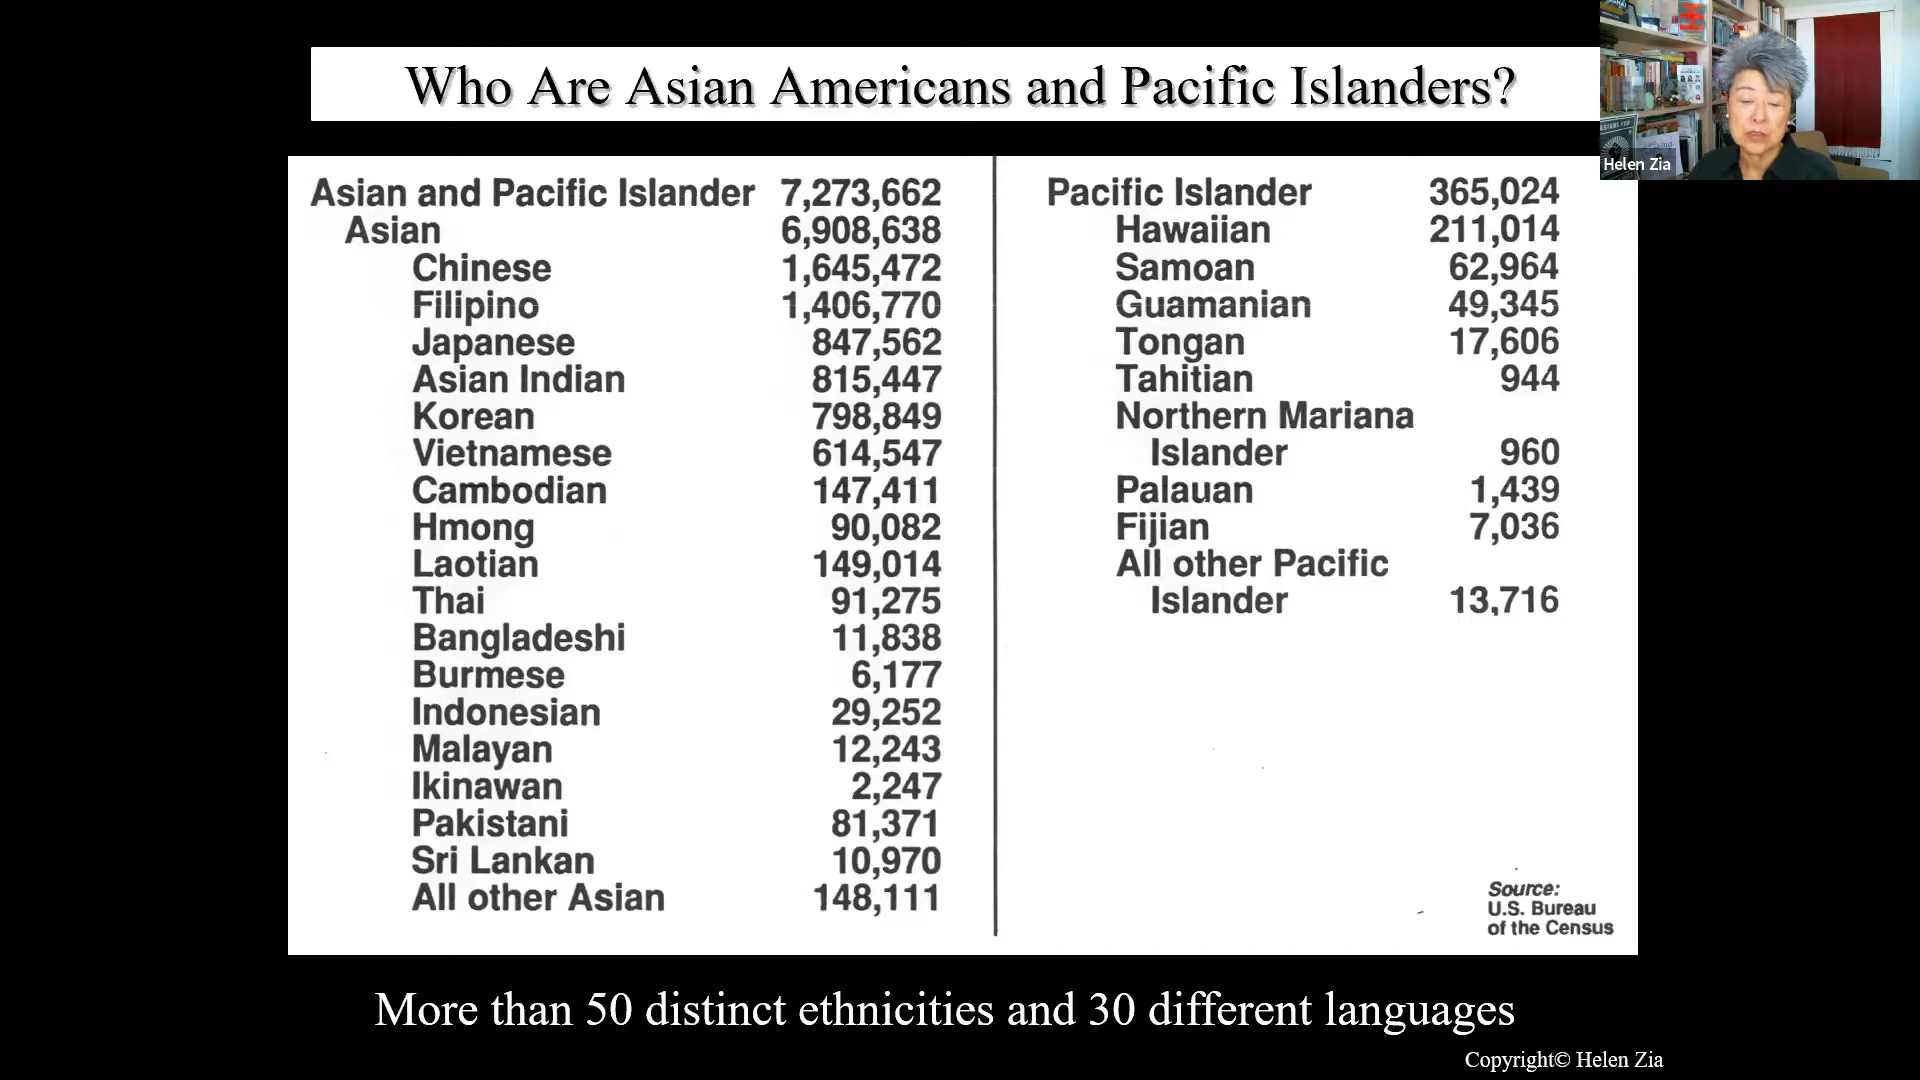 Who Are Asian Americans and Pacific Islanders?
Helen Zia
Asian and Pacific Islander 7,273,662
Asian 6,908,638
Chinese 1,645,472
Filipino 1,406,770
Japanese 847,562
Asian Indian 815,447
Korean 798,849
Vietnamese 614,547
Cambodian 147,411
Hmong 90,082
Laotian 149,014
Thai 91,275
Bangladeshi 11,838
Burmese 6,177
Indonesian 29,252
Malayan 12,243
Ikinawan 2,247
Pakistani 81,371
Sri Lankan 10,970
All other Asian 148,111
Pacific Islander 365,024
Hawaiian 211,014
Samoan 62,964
Guamanian 49,345
Tongan 17,606
Tahitian 944
Northern Mariana
Islander 960
Palauan 1,439
Fijian 7,036
All other Pacific
Islander 13,716
Source:
U.S. Bureau
of the Census
More than 50 distinct ethnicities and 30 different languages
Copyright© Helen Zia